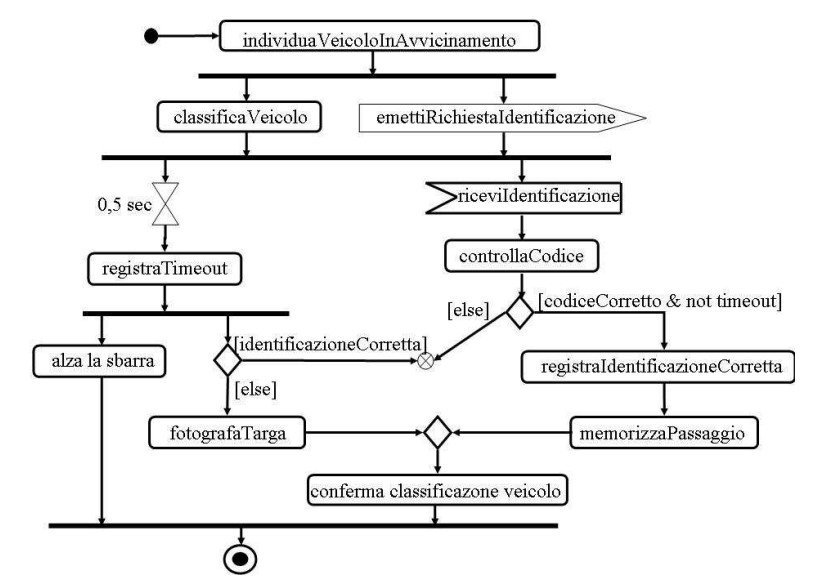 individuaVeicoloInAvvicinamento
classificaVeicolo
emettiRichiestaIdentificazione
0,5 sec
riceviIdentificazione
registraTimeout
controllaCodice
[else]
[codiceCorretto & not timeout]
alza la sbarra
[identificazioneCorretta]
registraIdentificazioneCorretta
[else]
fotografaTarga
memorizzaPassaggio
conferma classificazone veicolo